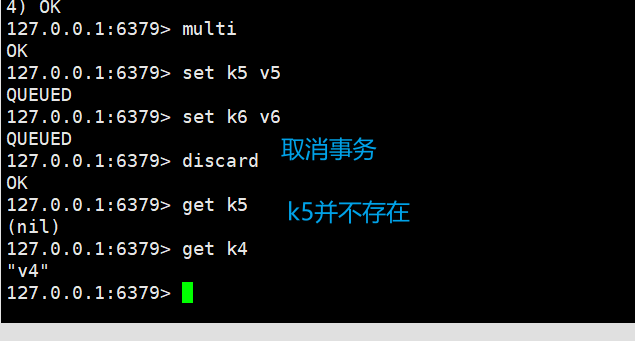 4) OK
127.0.0.1:6379> multi
OK
127.0.0.1:6379> set k5 v5
QUEUED
127.0.0.1:6379> set k6 v6
QUEUED
127.0.0.1:6379> discard 取消事务
OK
127.0.0.1:6379> get k5 k5并不存在
(nil)
127.0.0.1:6379> get k4
"v4"
127.0.0.1:6379>